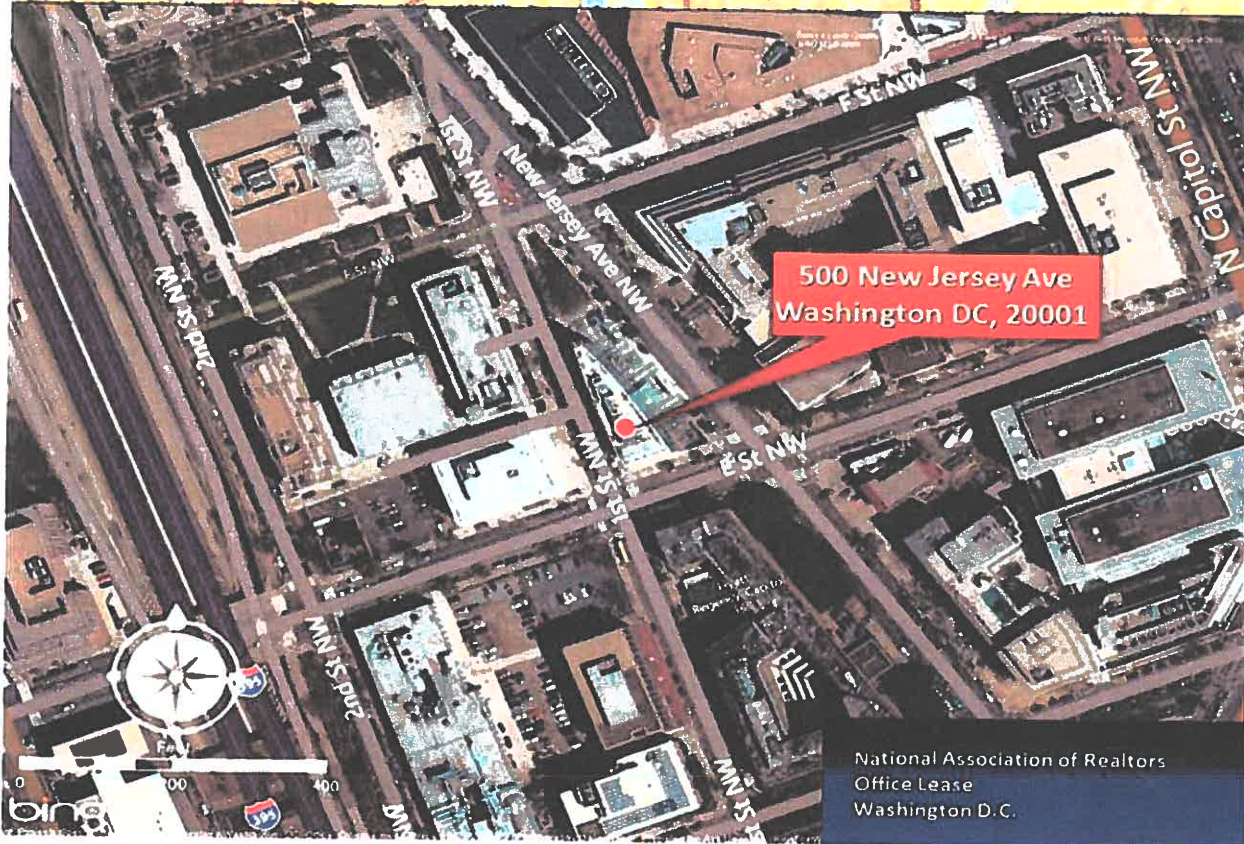 F St NW
N Capitol St NW
1st St NW
New Jersey Ave NW
F St NW
2nd St NW
500 New Jersey Ave
Washington DC, 20001
E St NW
1st St NW
2nd St NW
395
Feet
0
400
bing
395
1st St NW
National Association of Realtors
Office Lease
Washington D.C.